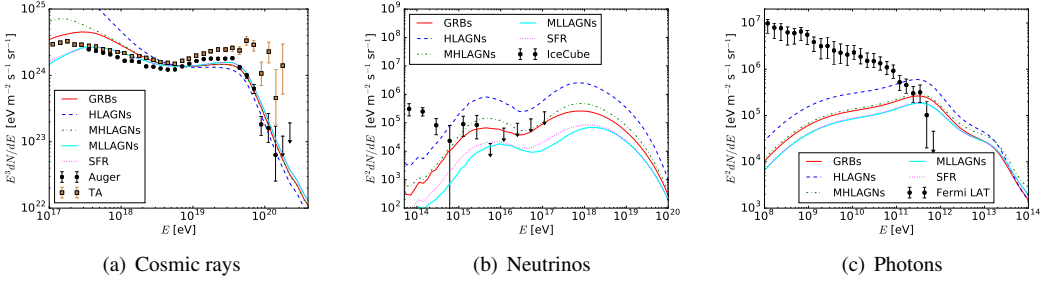 10^25
10^24
10^23
10^22
E^3 dN/dE [eV^2 m^-2 s^-1 sr^-1]
GRBs
HLAGNs
MHLAGNs
MLLAGNs
SFR
Auger
TA
10^17 10^18 10^19 10^20
E [eV]
(a) Cosmic rays
10^9
10^8
10^7
10^6
10^5
10^4
10^3
10^2
E^2 dN/dE [eV m^-2 s^-1 sr^-1]
GRBs MLLAGNs
HLAGNs SFR
MHLAGNs IceCube
10^14 10^15 10^16 10^17 10^18 10^19 10^20
E [eV]
(b) Neutrinos
10^7
10^6
10^5
10^4
10^3
E^2 dN/dE [eV m^-2 s^-1 sr^-1]
GRBs MLLAGNs
HLAGNs SFR
MHLAGNs Fermi LAT
10^8 10^9 10^10 10^11 10^12 10^13 10^14
E [eV]
(c) Photons